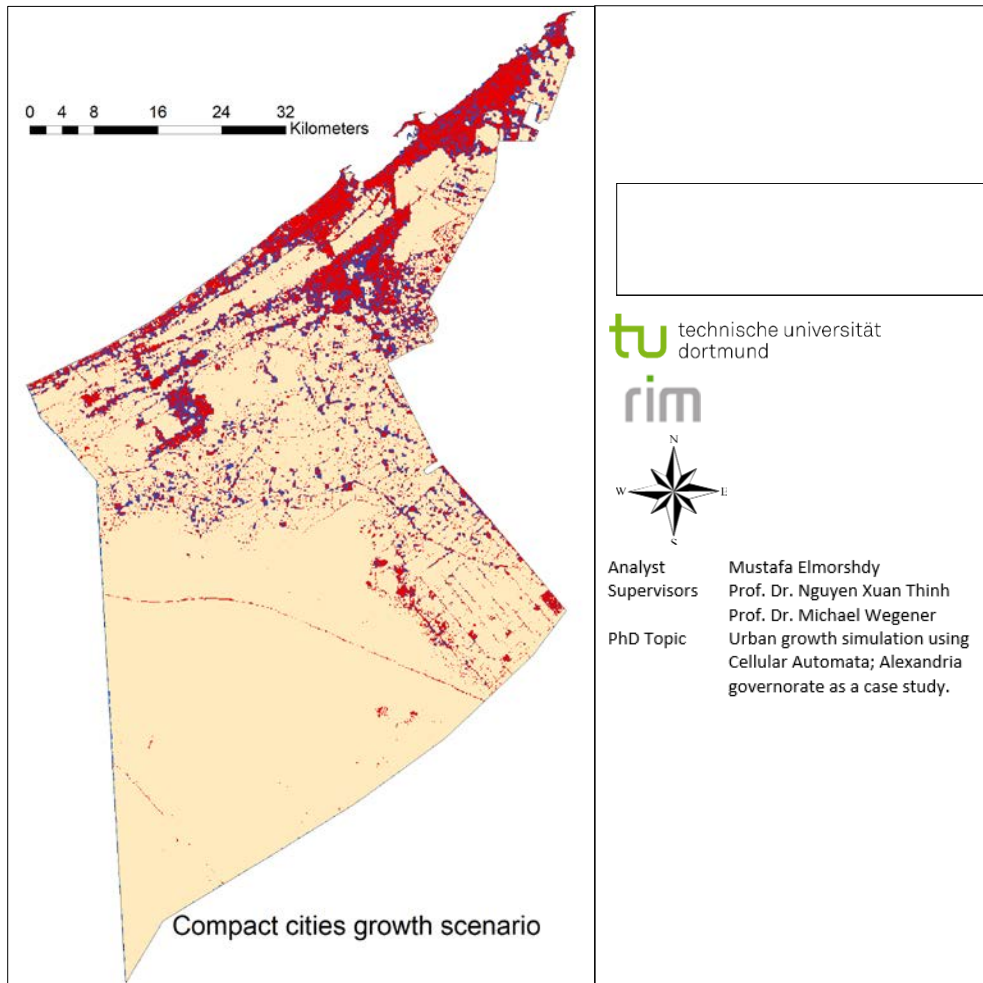 0 4 8 16 24 32
Kilometers
Compact cities growth scenario
tu technische universität
dortmund
rim
N
W E
S
Analyst Mustafa Elmorshdy
Supervisors Prof. Dr. Nguyen Xuan Thinh
Prof. Dr. Michael Wegener
PhD Topic Urban growth simulation using
Cellular Automata; Alexandria
governorate as a case study.